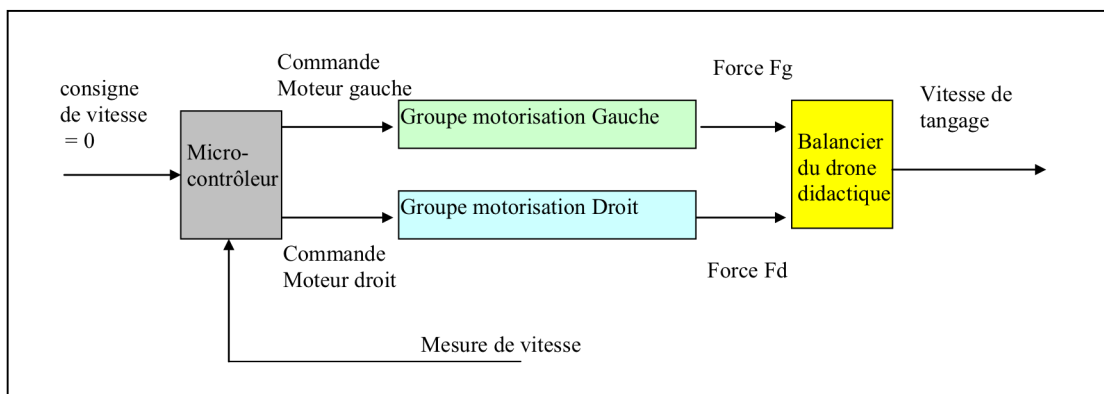 consigne
de vitesse
= 0
Micro-
contrôleur
Commande
Moteur gauche
Groupe motorisation Gauche
Force Fg
Groupe motorisation Droit
Commande
Moteur droit
Force Fd
Balancier
du drone
didactique
Vitesse de
tangage
Mesure de vitesse